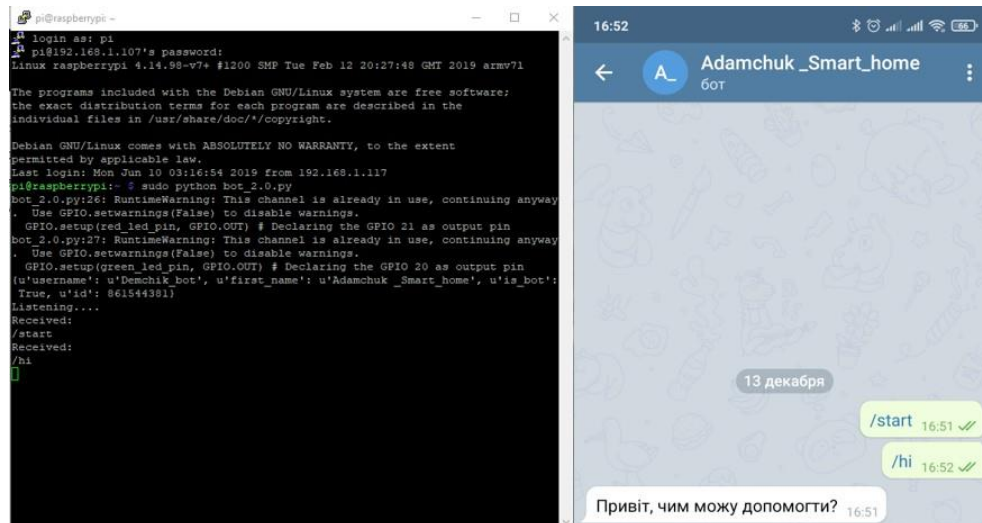 pi@raspberrypi: ~
login as: pi
pi@192.168.1.107's password:
Linux raspberrypi 4.14.98-v7+ #1200 SMP Tue Feb 12 20:27:48 GMT 2019 armv7l
The programs included with the Debian GNU/Linux system are free software;
the exact distribution terms for each program are described in the
individual files in /usr/share/doc/*/copyright.
Debian GNU/Linux comes with ABSOLUTELY NO WARRANTY, to the extent
permitted by applicable law.
Last login: Mon Jun 10 03:16:54 2019 from 192.168.1.117
pi@raspberrypi:~ $ sudo python bot_2.0.py
bot_2.0.py:26: RuntimeWarning: This channel is already in use, continuing anyway
.  Use GPIO.setwarnings(False) to disable warnings.
GPIO.setup(red_led_pin, GPIO.OUT) # Declaring the GPIO 21 as output pin
bot_2.0.py:27: RuntimeWarning: This channel is already in use, continuing anyway
.  Use GPIO.setwarnings(False) to disable warnings.
GPIO.setup(green_led_pin, GPIO.OUT) # Declaring the GPIO 20 as output pin
{u'username': u'Demchik_bot', u'first_name': u'Adamchuk _Smart_home', u'is_bot':
True, u'id': 861544381}
Listening....
Received:
/start
Received:
/hi
16:52
66
A_
Adamchuk _Smart_home
бот
13 декабря
/start 16:51
/hi 16:52
Привіт, чим можу допомогти? 16:51